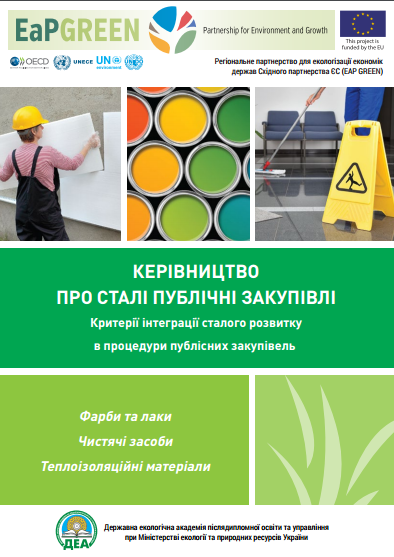 EaPGREEN
Partnership for Environment and Growth
This project is
funded by the EU
OECD
UNECE
UN
environment
UNIDO
Регіональне партнерство для екологізації економік
держав Східного партнерства ЄС (EAP GREEN)
КЕРІВНИЦТВО
ПРО СТАЛІ ПУБЛІЧНІ ЗАКУПІВЛІ
Критерії інтеграції сталого розвитку
в процедури публісних закупівель
Фарби та лаки
Чистячі засоби
Теплоізоляційні матеріали
ДЕА
Державна екологічна академія післядипломної освіти та управління
при Міністерстві екології та природних ресурсів України